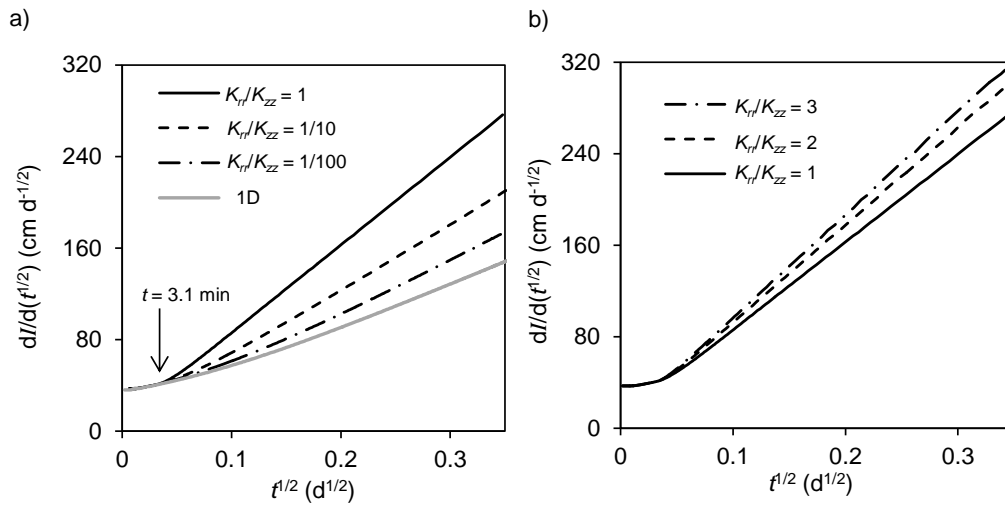 a)
320
240
160
80
0
dI/d(t^1/2) (cm d^-1/2)
K_rr/K_zz = 1
K_rr/K_zz = 1/10
K_rr/K_zz = 1/100
1D
t = 3.1 min
0 0.1 0.2 0.3
t^1/2 (d^1/2)
b)
320
240
160
80
0
dI/d(t^1/2) (cm d^-1/2)
K_rr/K_zz = 3
K_rr/K_zz = 2
K_rr/K_zz = 1
0 0.1 0.2 0.3
t^1/2 (d^1/2)